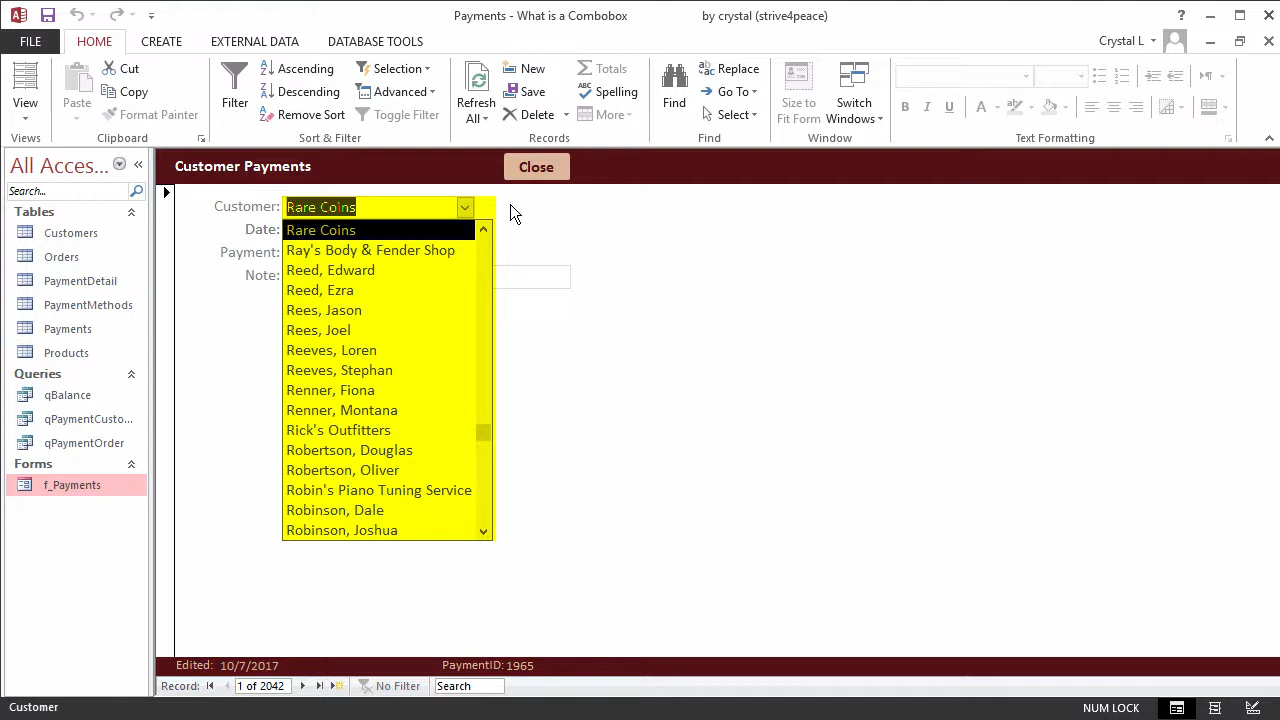 Payments - What is a Combobox by crystal (strive4peace)
FILE HOME CREATE EXTERNAL DATA DATABASE TOOLS Crystal L
View
Views
Paste
Cut
Copy
Format Painter
Clipboard
Filter
Ascending
Descending
Remove Sort
Selection
Advanced
Toggle Filter
Sort & Filter
Refresh
All
New
Save
Delete
Totals
Spelling
More
Records
Find
Replace
Go To
Select
Find
Size to
Fit Form
Switch
Windows
Window
B I U A
Text Formatting
All Acces...
Search...
Tables
Customers
Orders
PaymentDetail
PaymentMethods
Payments
Products
Queries
qBalance
qPaymentCusto...
qPaymentOrder
Forms
f_Payments
Customer Payments Close
Customer: Rare Coins
Date:
Payment:
Note:
Rare Coins
Ray's Body & Fender Shop
Reed, Edward
Reed, Ezra
Rees, Jason
Rees, Joel
Reeves, Loren
Reeves, Stephan
Renner, Fiona
Renner, Montana
Rick's Outfitters
Robertson, Douglas
Robertson, Oliver
Robin's Piano Tuning Service
Robinson, Dale
Robinson, Joshua
Edited: 10/7/2017 PaymentID: 1965
Record: 1 of 2042 No Filter Search
Customer NUM LOCK